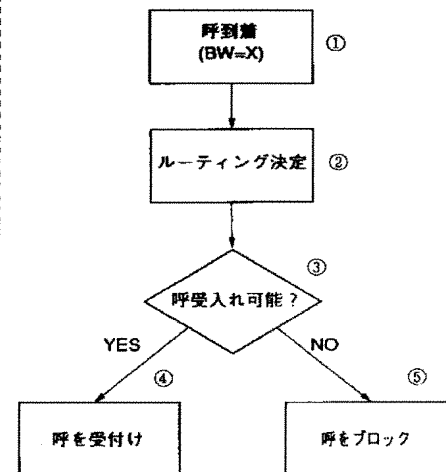 呼到着
(BW=X)
①
ルーティング決定
②
呼受入れ可能？
③
YES
NO
④
⑤
呼を受付け
呼をブロック